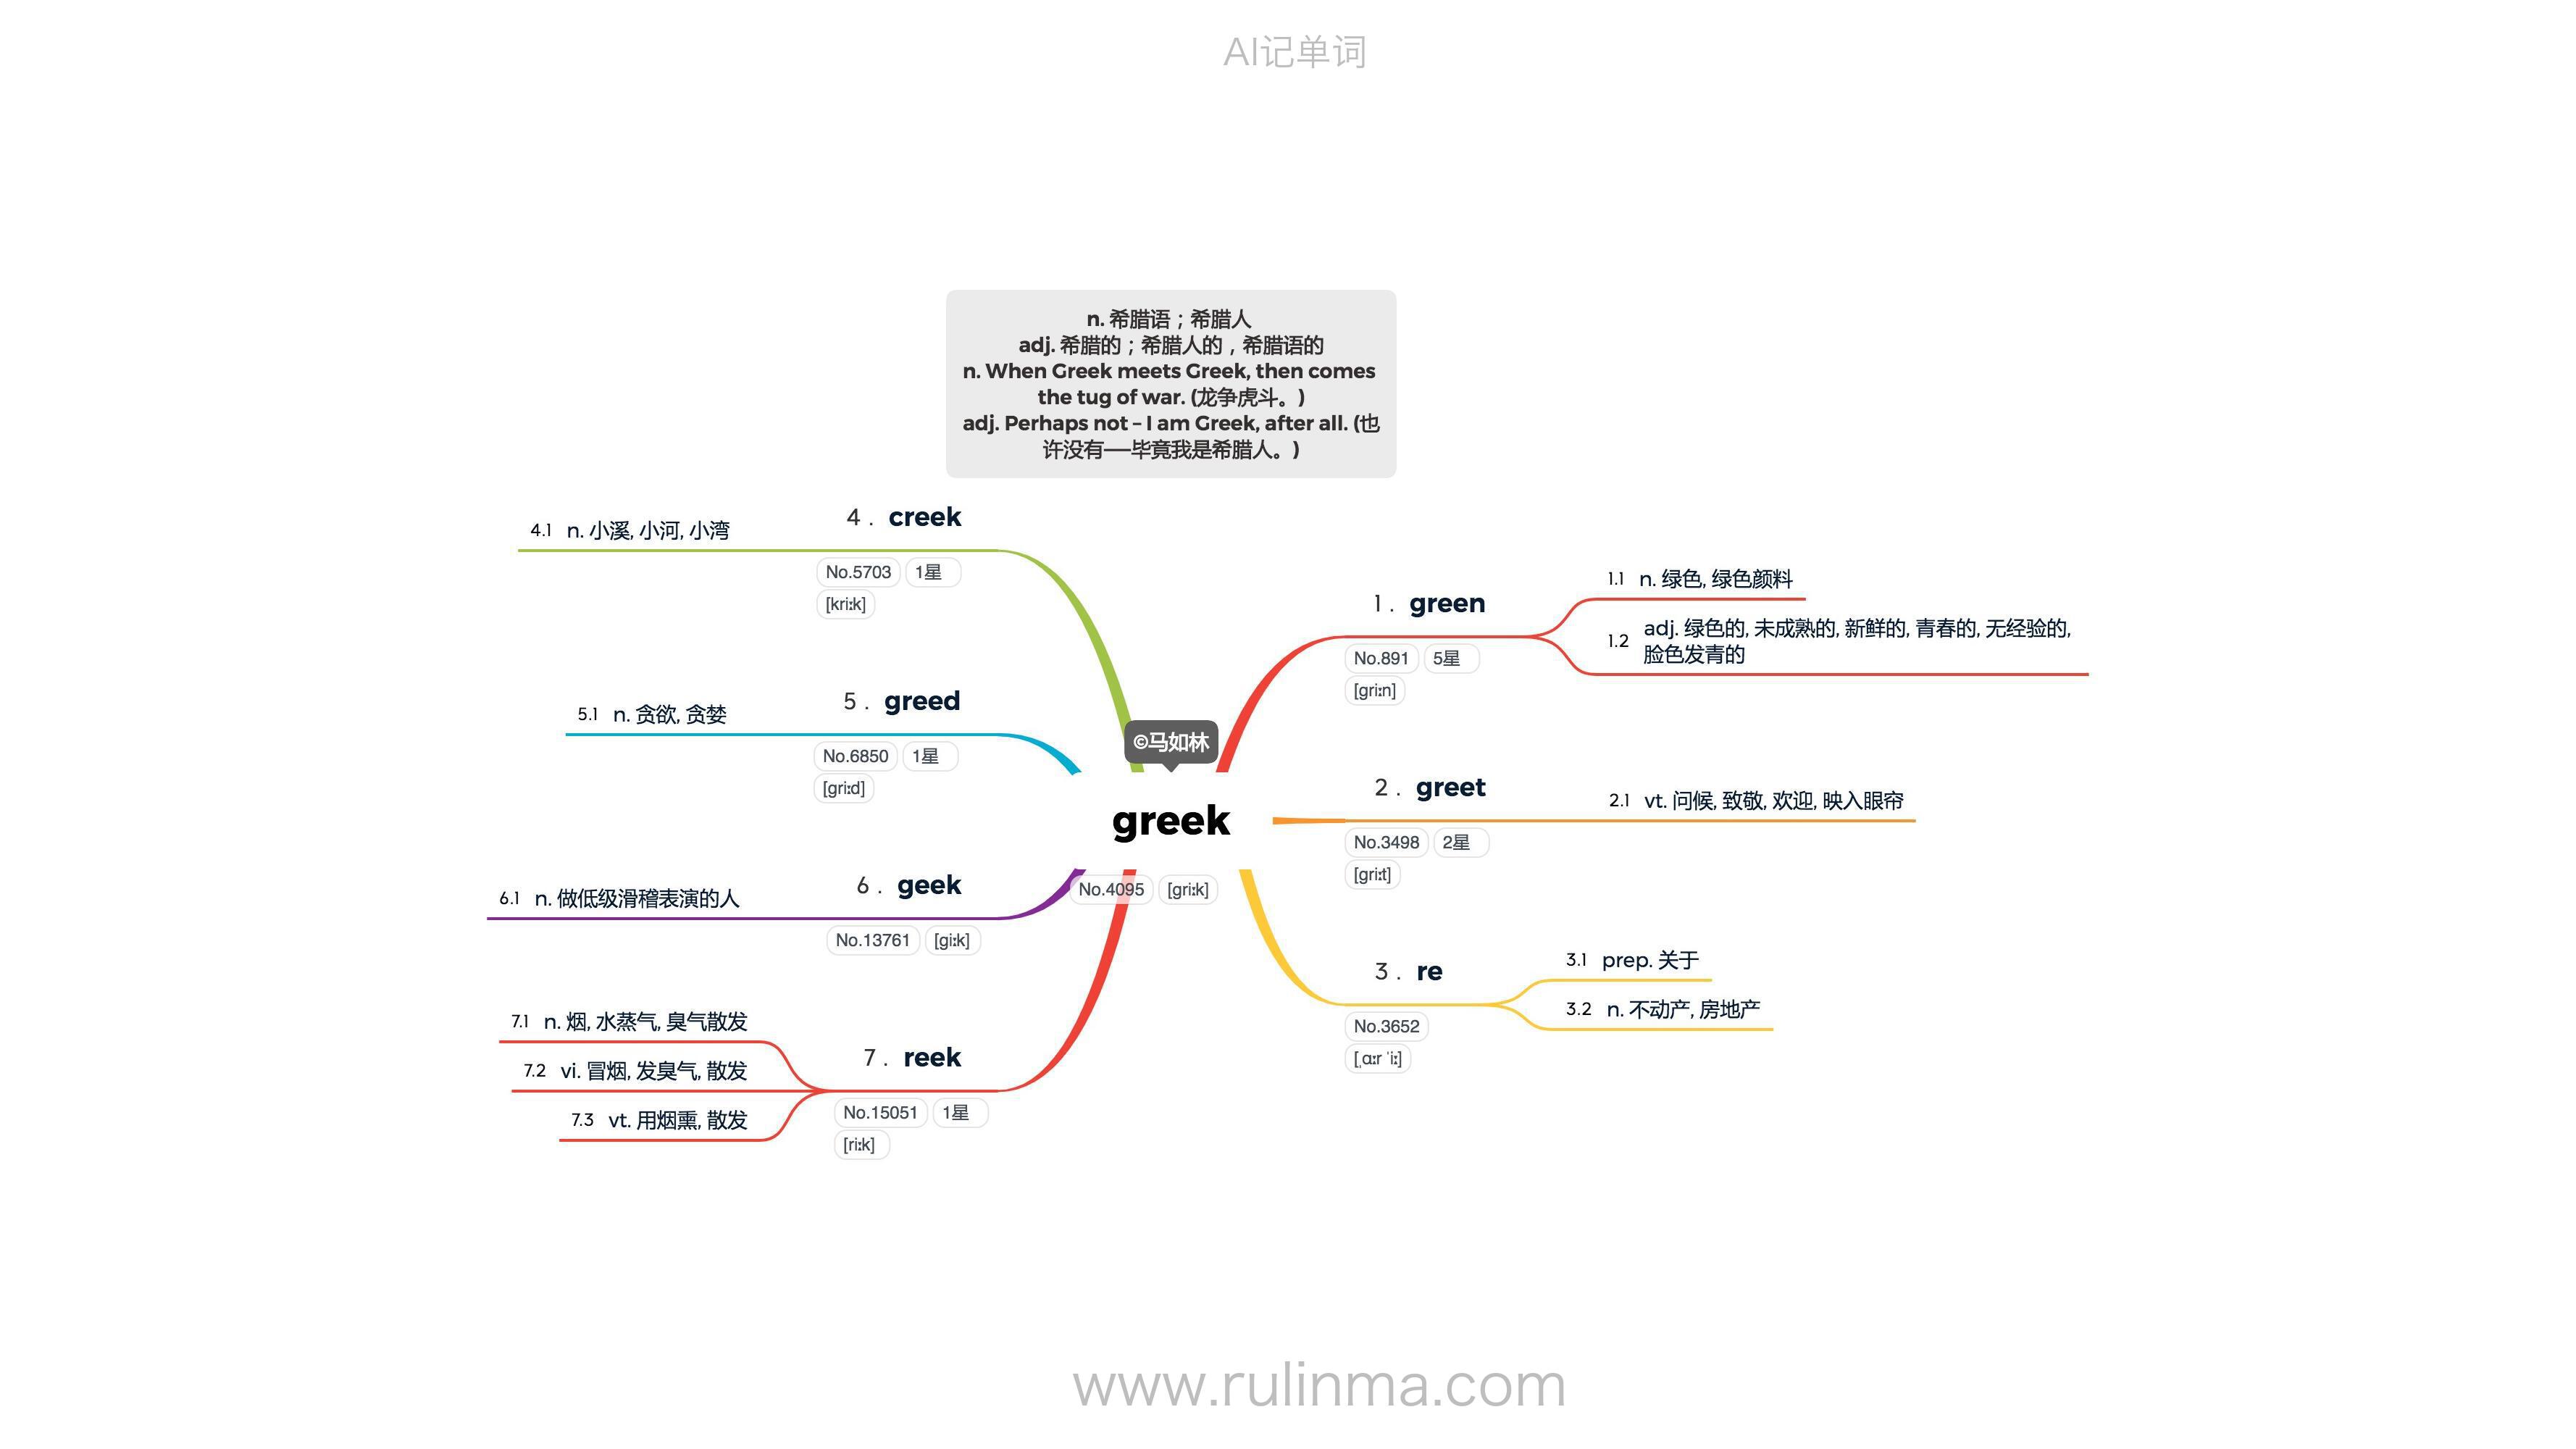 AI记单词
n. 希腊语；希腊人
adj. 希腊的；希腊人的，希腊语的
n. When Greek meets Greek, then comes
the tug of war. (龙争虎斗。)
adj. Perhaps not – I am Greek, after all. (也
许没有──毕竟我是希腊人。)
©马如林
greek
No.4095 [griːk]
1. green
No.891 5星
[griːn]
1.1 n. 绿色, 绿色颜料
1.2 adj. 绿色的, 未成熟的, 新鲜的, 青春的, 无经验的,
脸色发青的
2. greet
No.3498 2星
[griːt]
2.1 vt. 问候, 致敬, 欢迎, 映入眼帘
3. re
No.3652
[ˌɑːr ˈiː]
3.1 prep. 关于
3.2 n. 不动产, 房地产
4. creek
No.5703 1星
[kriːk]
4.1 n. 小溪, 小河, 小湾
5. greed
No.6850 1星
[griːd]
5.1 n. 贪欲, 贪婪
6. geek
No.13761 [giːk]
6.1 n. 做低级滑稽表演的人
7. reek
No.15051 1星
[riːk]
7.1 n. 烟, 水蒸气, 臭气散发
7.2 vi. 冒烟, 发臭气, 散发
7.3 vt. 用烟熏, 散发
www.rulinma.com